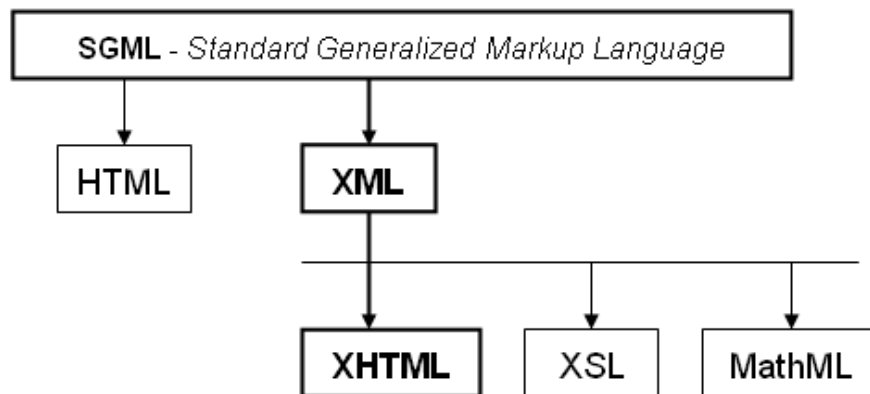 SGML - Standard Generalized Markup Language
HTML
XML
XHTML
XSL
MathML